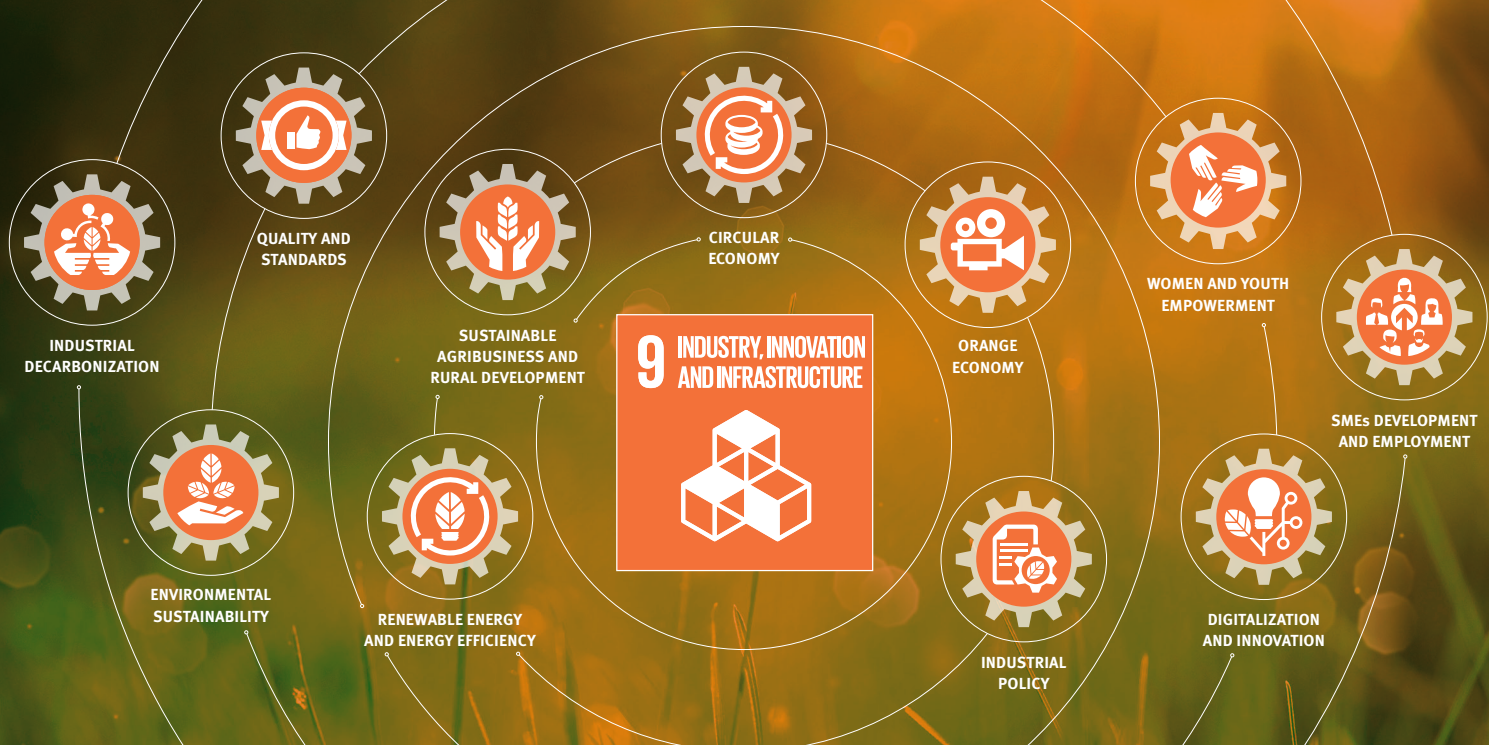 QUALITY AND
STANDARDS
CIRCULAR
ECONOMY
WOMEN AND YOUTH
EMPOWERMENT
INDUSTRIAL
DECARBONIZATION
SUSTAINABLE
AGRIBUSINESS AND
RURAL DEVELOPMENT
9 INDUSTRY, INNOVATION
AND INFRASTRUCTURE
ORANGE
ECONOMY
SMEs DEVELOPMENT
AND EMPLOYMENT
ENVIRONMENTAL
SUSTAINABILITY
RENEWABLE ENERGY
AND ENERGY EFFICIENCY
INDUSTRIAL
POLICY
DIGITALIZATION
AND INNOVATION